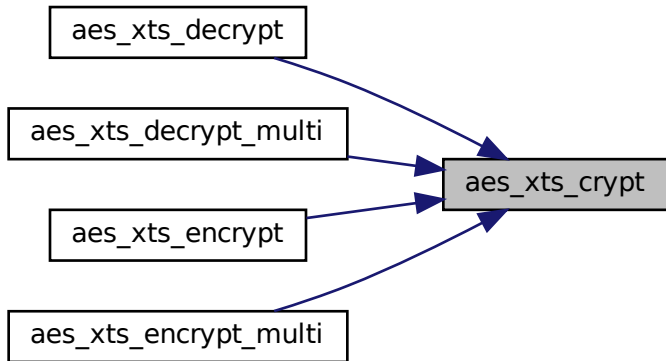 aes_xts_decrypt
aes_xts_decrypt_multi
aes_xts_crypt
aes_xts_encrypt
aes_xts_encrypt_multi